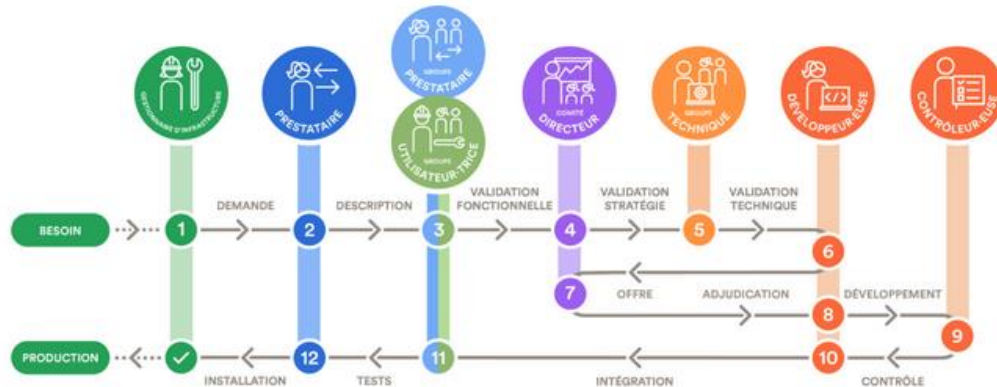 GESTIONNAIRE D'INFRASTRUCTURE
PRESTATAIRE
GROUPE
PRESTATAIRE
GROUPE
UTILISATEUR·TRICE
COMITÉ
DIRECTEUR
GROUPE
TECHNIQUE
DÉVELOPPEUR·EUSE
CONTRÔLEUR·EUSE
DEMANDE
DESCRIPTION
VALIDATION
FONCTIONNELLE
VALIDATION
STRATÉGIE
VALIDATION
TECHNIQUE
BESOIN
1
2
3
4
5
6
7
OFFRE
ADJUDICATION
DÉVELOPPEMENT
8
9
PRODUCTION
12
11
10
INSTALLATION
TESTS
INTÉGRATION
CONTRÔLE